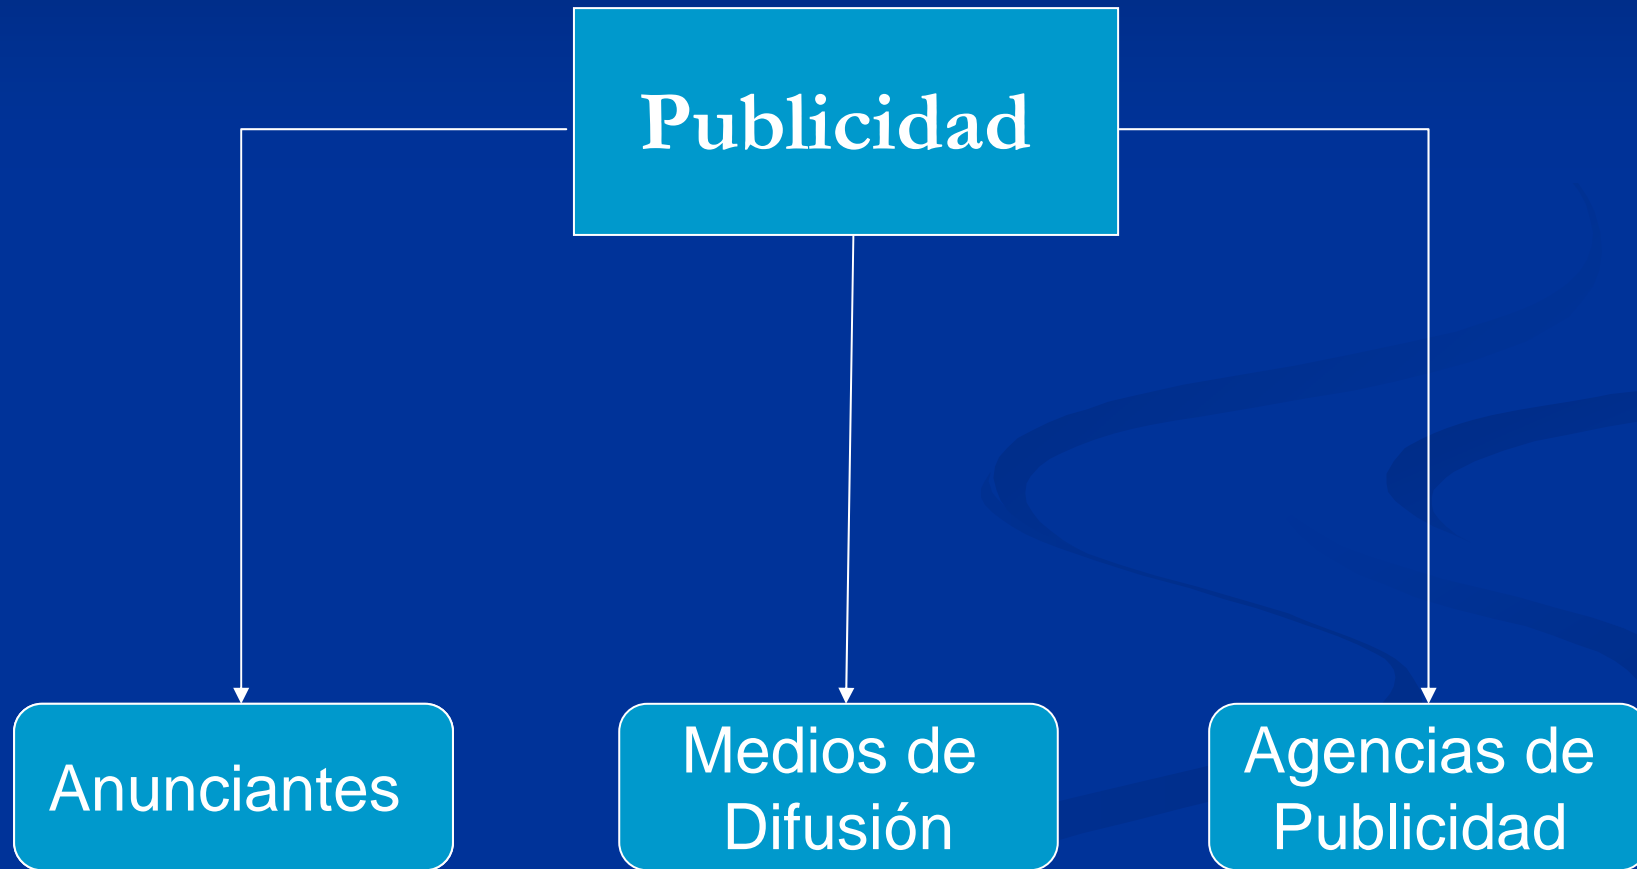 Publicidad
Anunciantes
Medios de
Difusión
Agencias de
Publicidad